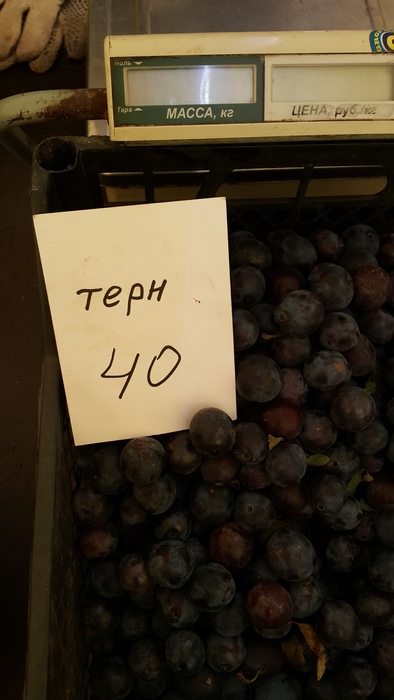 Ноль
Тара
МАССА, кг
ЦЕНА, руб/кг
терн
40